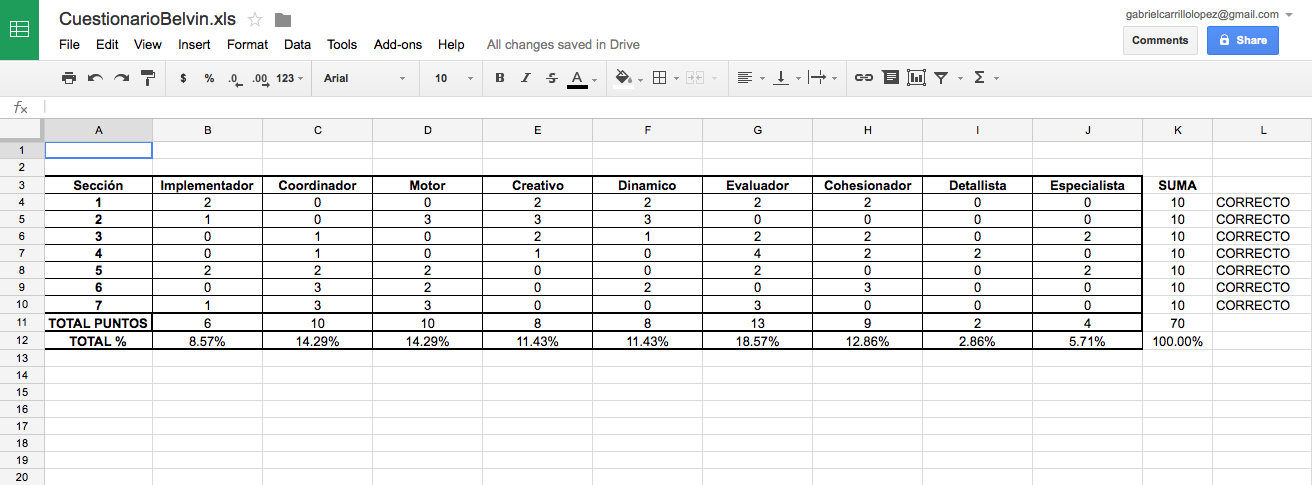 CuestionarioBelvin.xls
gabrielcarrillolopez@gmail.com
File Edit View Insert Format Data Tools Add-ons Help All changes saved in Drive
Comments Share
$ % .0 .00 123 Arial 10 B I S A Σ
fx
A B C D E F G H I J K L
1
2
3 Sección Implementador Coordinador Motor Creativo Dinamico Evaluador Cohesionador Detallista Especialista SUMA
4 1 2 0 0 2 2 2 2 0 0 10 CORRECTO
5 2 1 0 3 3 3 0 0 0 0 10 CORRECTO
6 3 0 1 0 2 1 2 2 0 2 10 CORRECTO
7 4 0 1 0 1 0 4 2 2 0 10 CORRECTO
8 5 2 2 2 0 0 2 0 0 2 10 CORRECTO
9 6 0 3 2 0 2 0 3 0 0 10 CORRECTO
10 7 1 3 3 0 0 3 0 0 0 10 CORRECTO
11 TOTAL PUNTOS 6 10 10 8 8 13 9 2 4 70
12 TOTAL % 8.57% 14.29% 14.29% 11.43% 11.43% 18.57% 12.86% 2.86% 5.71% 100.00%
13
14
15
16
17
18
19
20